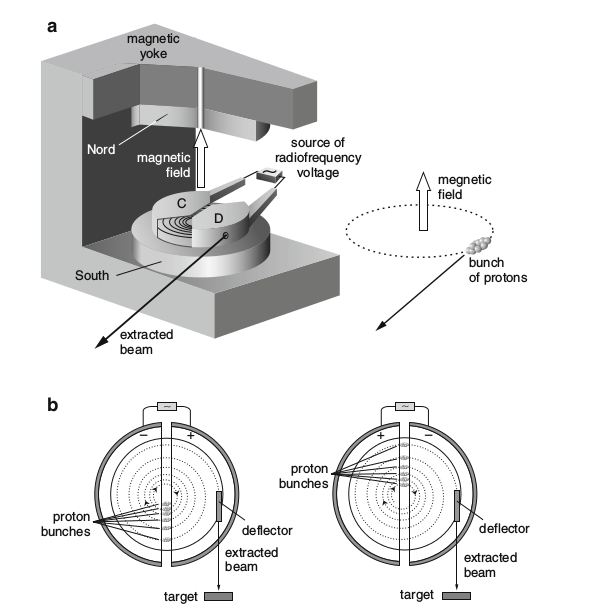 a
magnetic
yoke
Nord
magnetic
field
source of
radiofrequency
voltage
C
D
South
extracted
beam
megnetic
field
bunch
of protons
b
~
− +
proton
bunches
deflector
extracted
beam
target
~
+ −
proton
bunches
deflector
extracted
beam
target